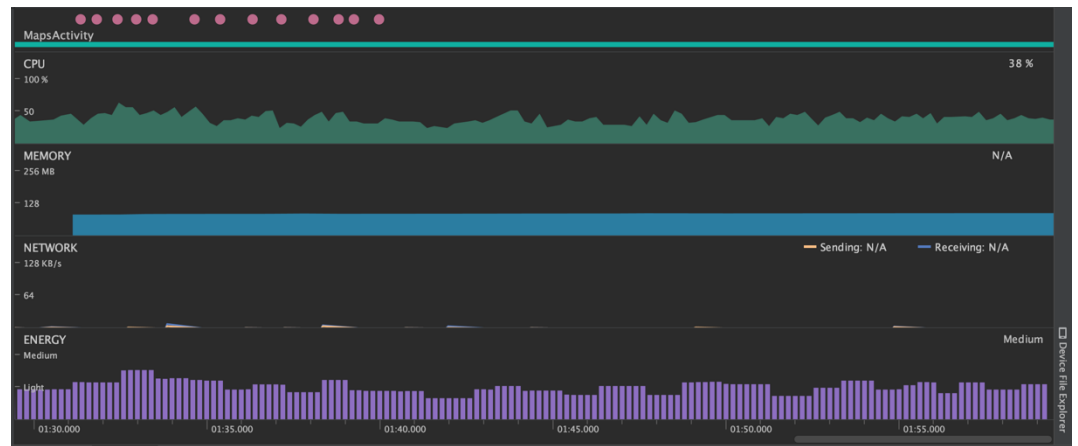 MapsActivity
CPU
38 %
100 %
50
MEMORY
N/A
256 MB
128
NETWORK
Sending: N/A
Receiving: N/A
128 KB/s
64
ENERGY
Medium
Medium
Light
01:30.000 01:35.000 01:40.000 01:45.000 01:50.000 01:55.000
Device File Explorer